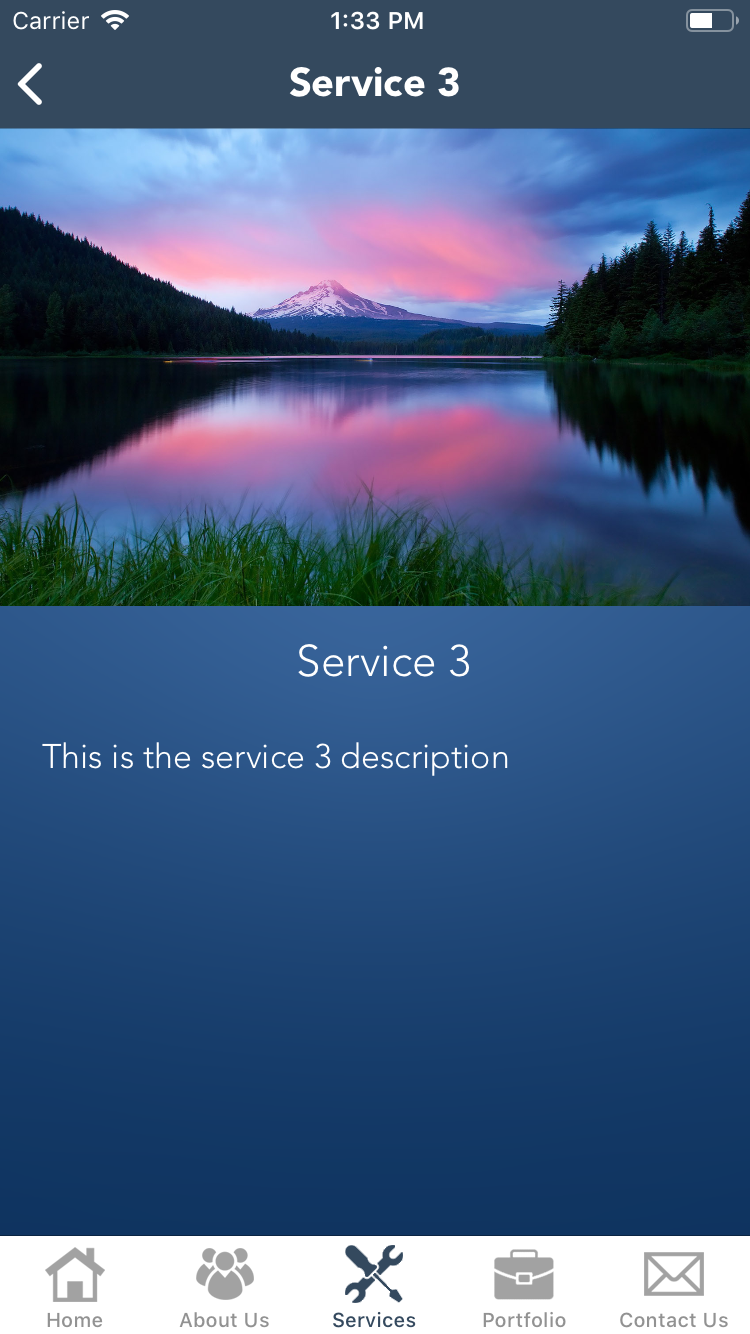 Carrier 1:33 PM
Service 3
Service 3
This is the service 3 description
Home About Us Services Portfolio Contact Us